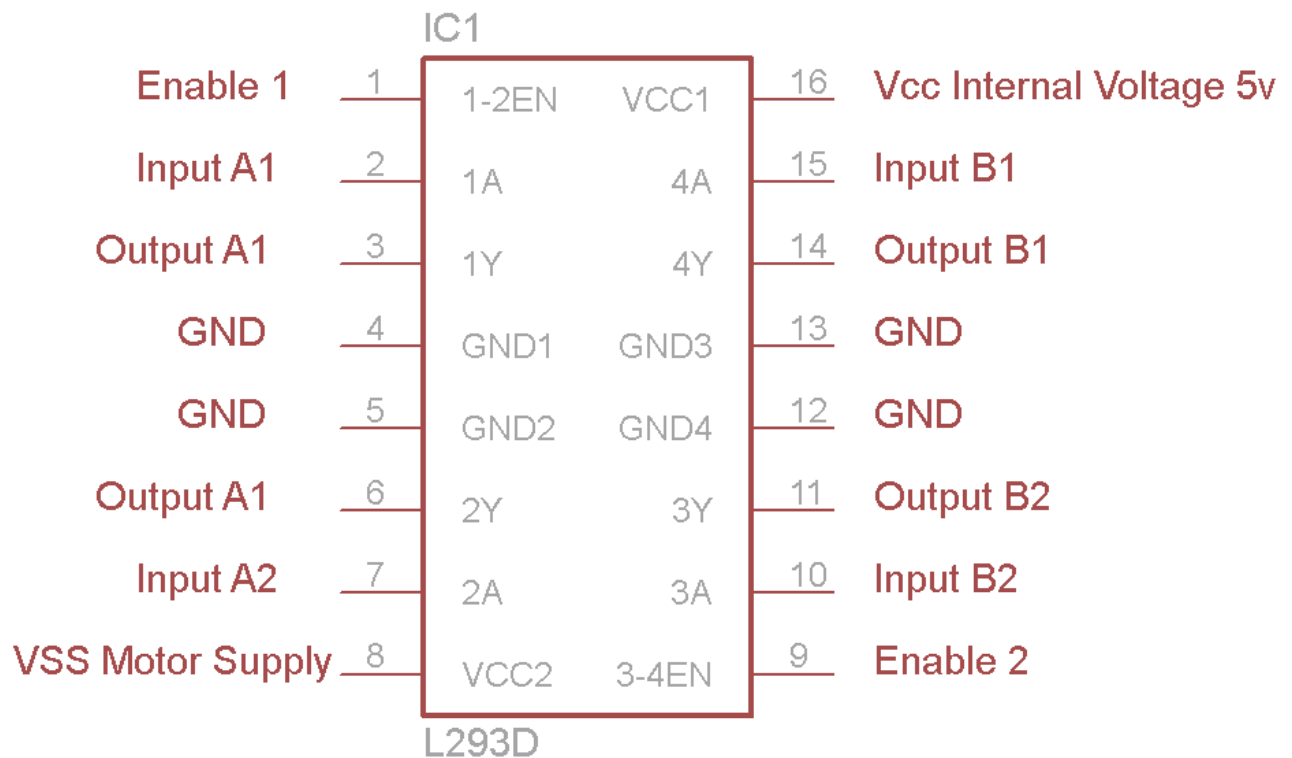 IC1
Enable 1 1 1-2EN VCC1 16 Vcc Internal Voltage 5v
Input A1 2 1A 4A 15 Input B1
Output A1 3 1Y 4Y 14 Output B1
GND 4 GND1 GND3 13 GND
GND 5 GND2 GND4 12 GND
Output A1 6 2Y 3Y 11 Output B2
Input A2 7 2A 3A 10 Input B2
VSS Motor Supply 8 VCC2 3-4EN 9 Enable 2
L293D